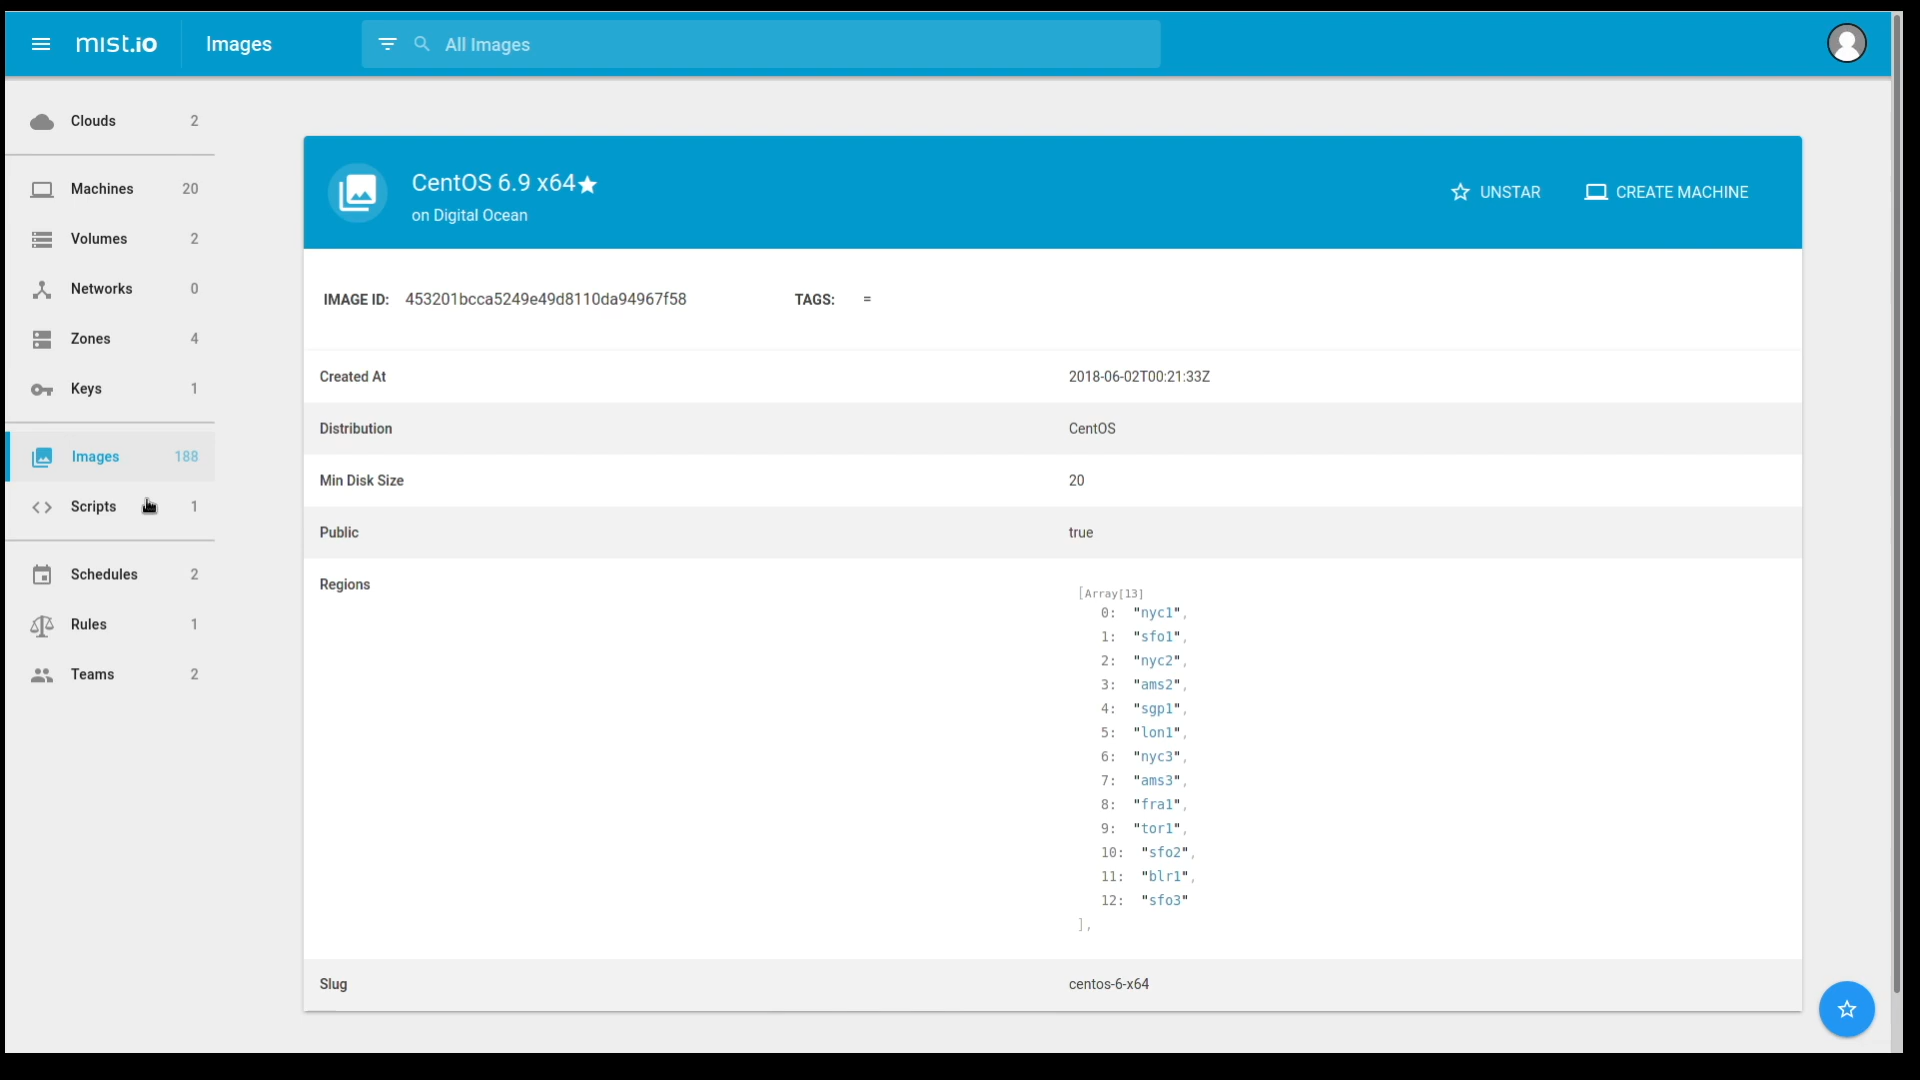 mist.io
Images
All Images
Clouds 2
Machines 20
Volumes 2
Networks 0
Zones 4
Keys 1
Images 188
Scripts 1
Schedules 2
Rules 1
Teams 2
CentOS 6.9 x64
on Digital Ocean
UNSTAR
CREATE MACHINE
IMAGE ID: 453201bcca5249e49d8110da94967f58
TAGS: =
Created At 2018-06-02T00:21:33Z
Distribution CentOS
Min Disk Size 20
Public true
Regions
[Array[13]
0: "nyc1",
1: "sfo1",
2: "nyc2",
3: "ams2",
4: "sgp1",
5: "lon1",
6: "nyc3",
7: "ams3",
8: "fra1",
9: "tor1",
10: "sfo2",
11: "blr1",
12: "sfo3"
],
Slug centos-6-x64